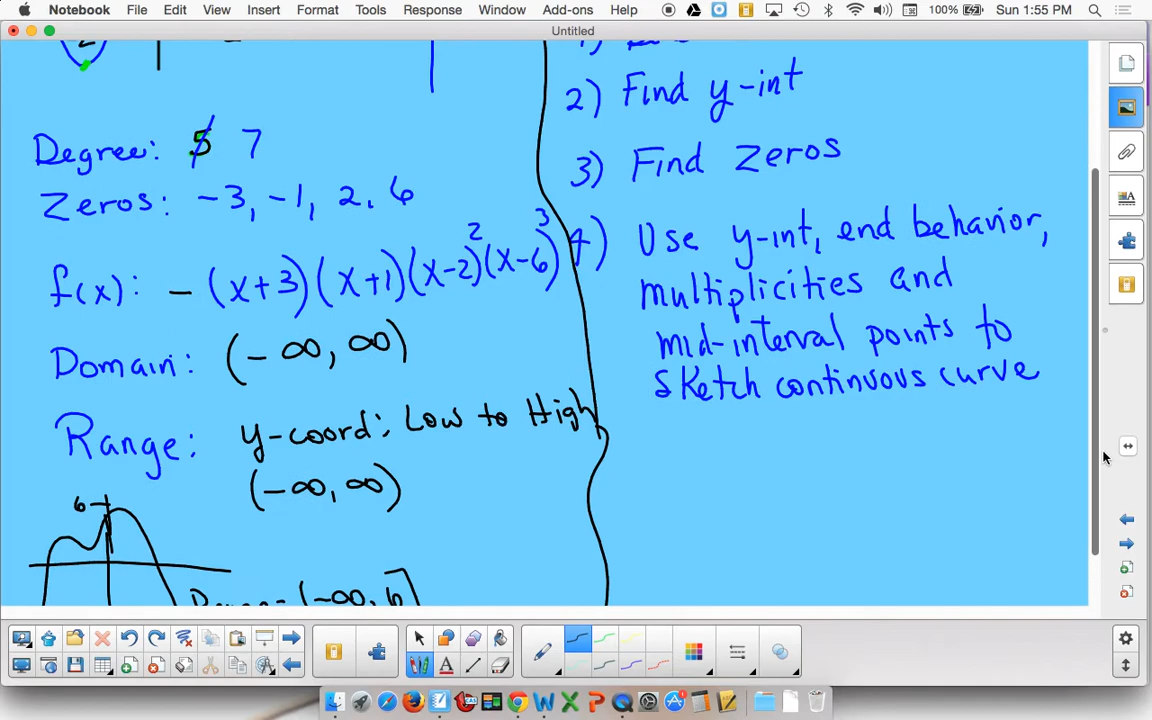 Notebook File Edit View Insert Format Tools Response Window Add-ons Help 100% Sun 1:55 PM
Untitled
2
Degree: 5 7
Zeros: -3, -1, 2, 6
f(x): - (x+3)(x+1)(x-2)²(x-6)³
Domain: (-∞, ∞)
Range: y-coord: Low to High
(-∞, ∞)
6
(-∞, 6]
1)
2) Find y-int
3) Find Zeros
4) Use y-int, end behavior,
multiplicities and
mid-interval points to
sketch continuous curve